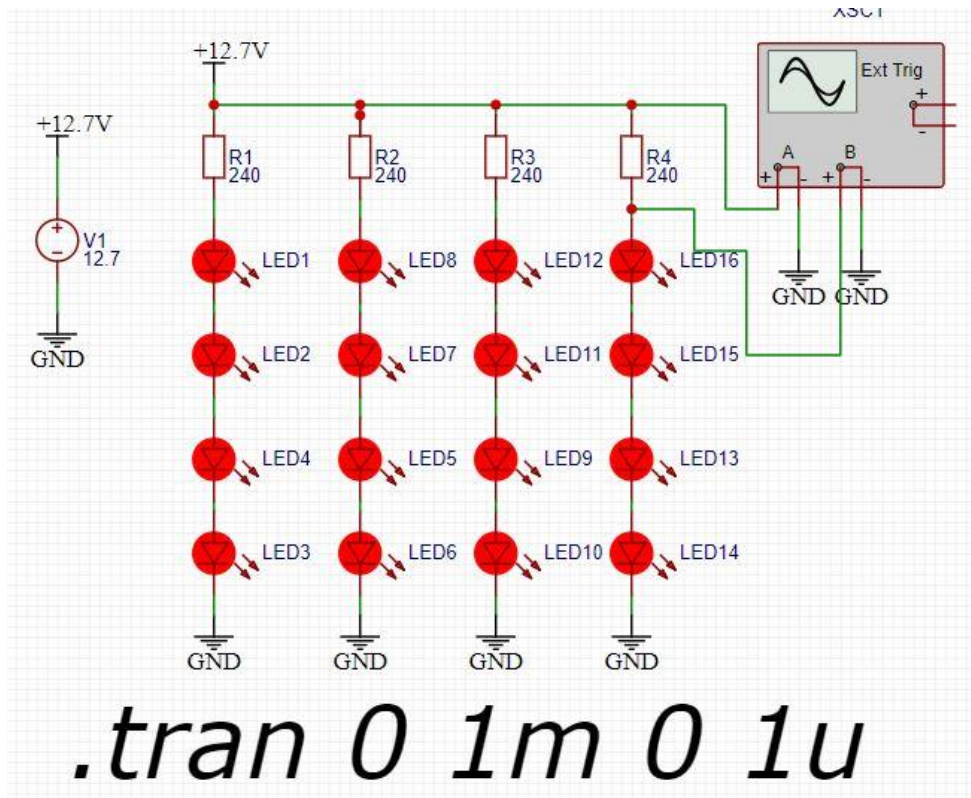 XSC1
+12.7V
Ext Trig
+
-
+12.7V
A
B
+
-
+
-
R1
240
R2
240
R3
240
R4
240
V1
12.7
+
-
LED1
LED8
LED12
LED16
GND
GND
GND
LED2
LED7
LED11
LED15
LED4
LED5
LED9
LED13
LED3
LED6
LED10
LED14
GND
GND
GND
GND
.tran 0 1m 0 1u